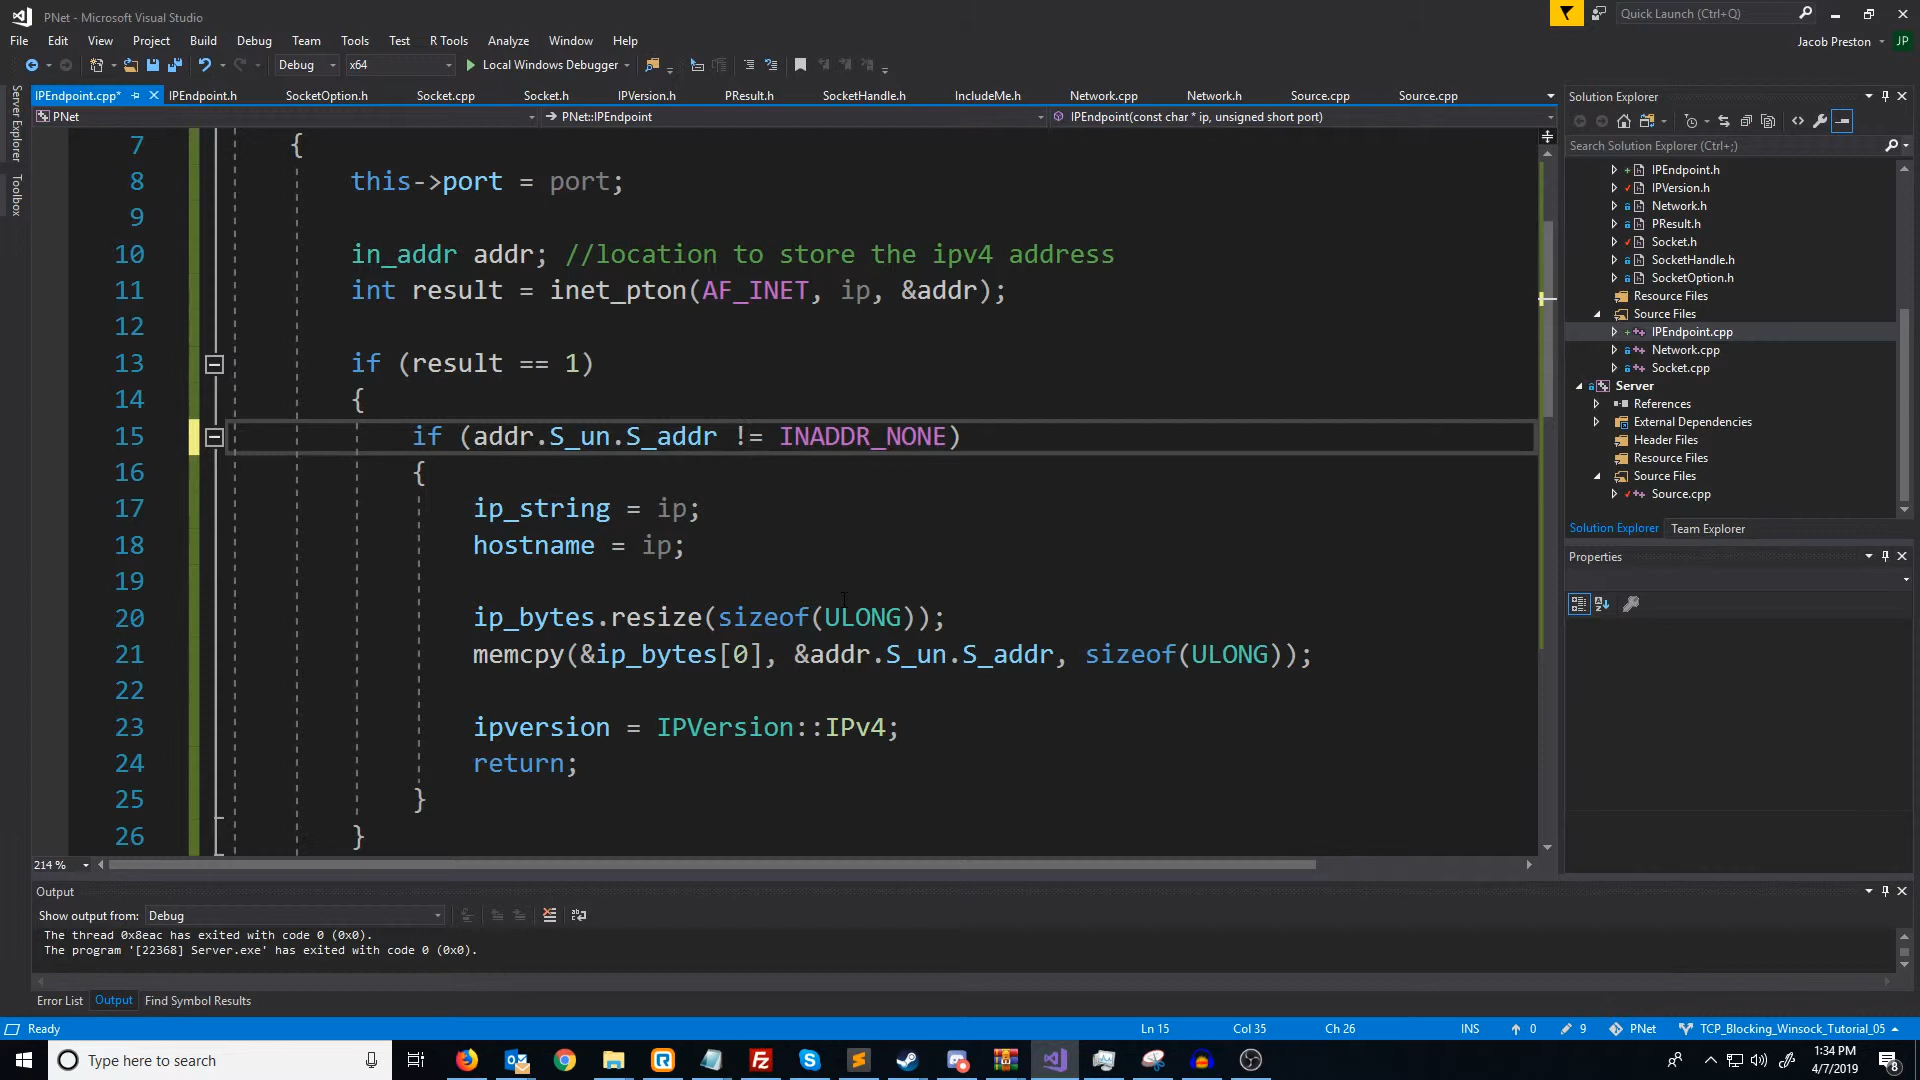 PNet - Microsoft Visual Studio
Quick Launch (Ctrl+Q)
File Edit View Project Build Debug Team Tools Test R Tools Analyze Window Help
Jacob Preston JP
Debug x64 Local Windows Debugger
IPEndpoint.cpp* IPEndpoint.h SocketOption.h Socket.cpp Socket.h IPVersion.h PResult.h SocketHandle.h IncludeMe.h Network.cpp Network.h Source.cpp Source.cpp
PNet PNet::IPEndpoint IPEndpoint(const char * ip, unsigned short port)
Server Explorer
Toolbox
7 {
8 this->port = port;
9
10 in_addr addr; //location to store the ipv4 address
11 int result = inet_pton(AF_INET, ip, &addr);
12
13 if (result == 1)
14 {
15 if (addr.S_un.S_addr != INADDR_NONE)
16 {
17 ip_string = ip;
18 hostname = ip;
19
20 ip_bytes.resize(sizeof(ULONG));
21 memcpy(&ip_bytes[0], &addr.S_un.S_addr, sizeof(ULONG));
22
23 ipversion = IPVersion::IPv4;
24 return;
25 }
26 }
214 %
Solution Explorer
Search Solution Explorer (Ctrl+;)
IPEndpoint.h
IPVersion.h
Network.h
PResult.h
Socket.h
SocketHandle.h
SocketOption.h
Resource Files
Source Files
IPEndpoint.cpp
Network.cpp
Socket.cpp
Server
References
External Dependencies
Header Files
Resource Files
Source Files
Source.cpp
Solution Explorer Team Explorer
Properties
Output
Show output from: Debug
The thread 0x8eac has exited with code 0 (0x0).
The program '[22368] Server.exe' has exited with code 0 (0x0).
Error List Output Find Symbol Results
Ready Ln 15 Col 35 Ch 26 INS 0 9 PNet TCP_Blocking_Winsock_Tutorial_05
Type here to search
1:34 PM
4/7/2019
8